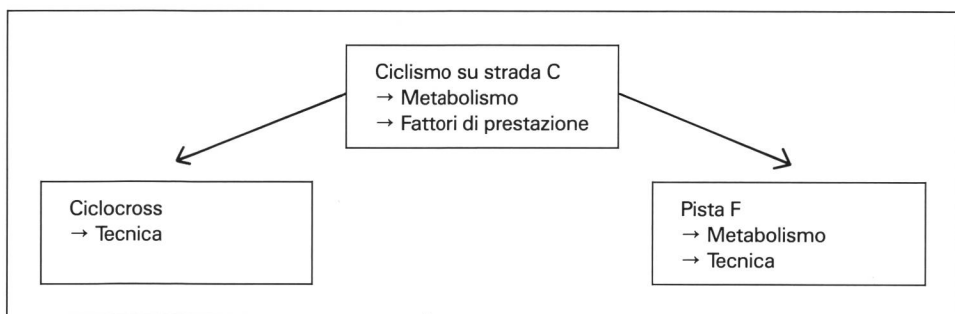 Ciclismo su strada C
→ Metabolismo
→ Fattori di prestazione
Ciclocross
→ Tecnica
Pista F
→ Metabolismo
→ Tecnica